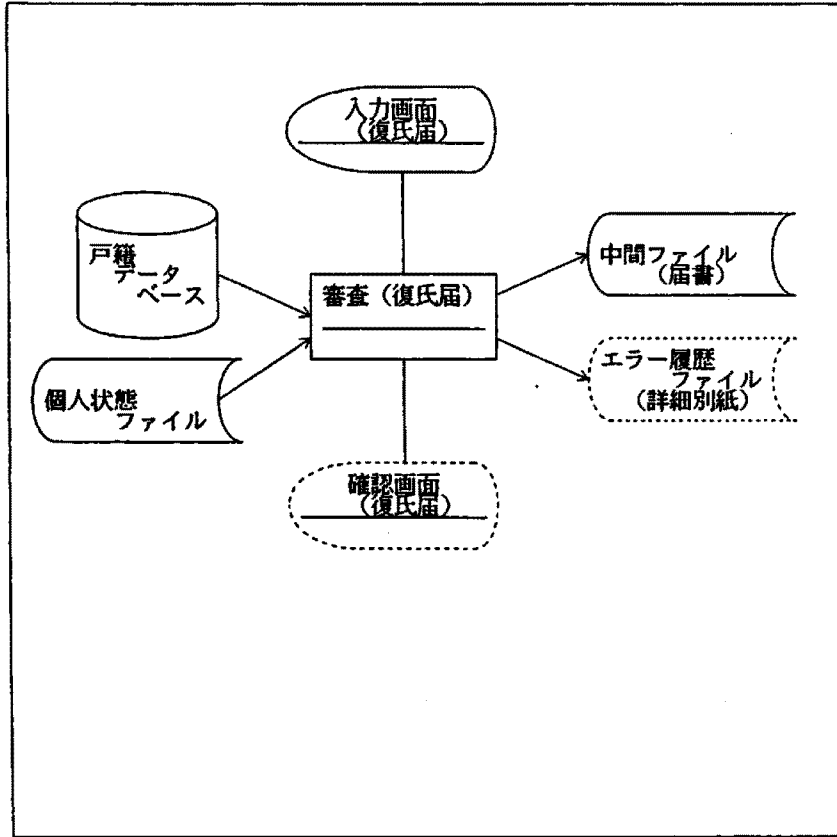 入力画面
（復氏届）
戸籍
データ
ベース
審査（復氏届）
中間ファイル
（届書）
個人状態
ファイル
エラー履歴
ファイル
（詳細別紙）
確認画面
（復氏届）